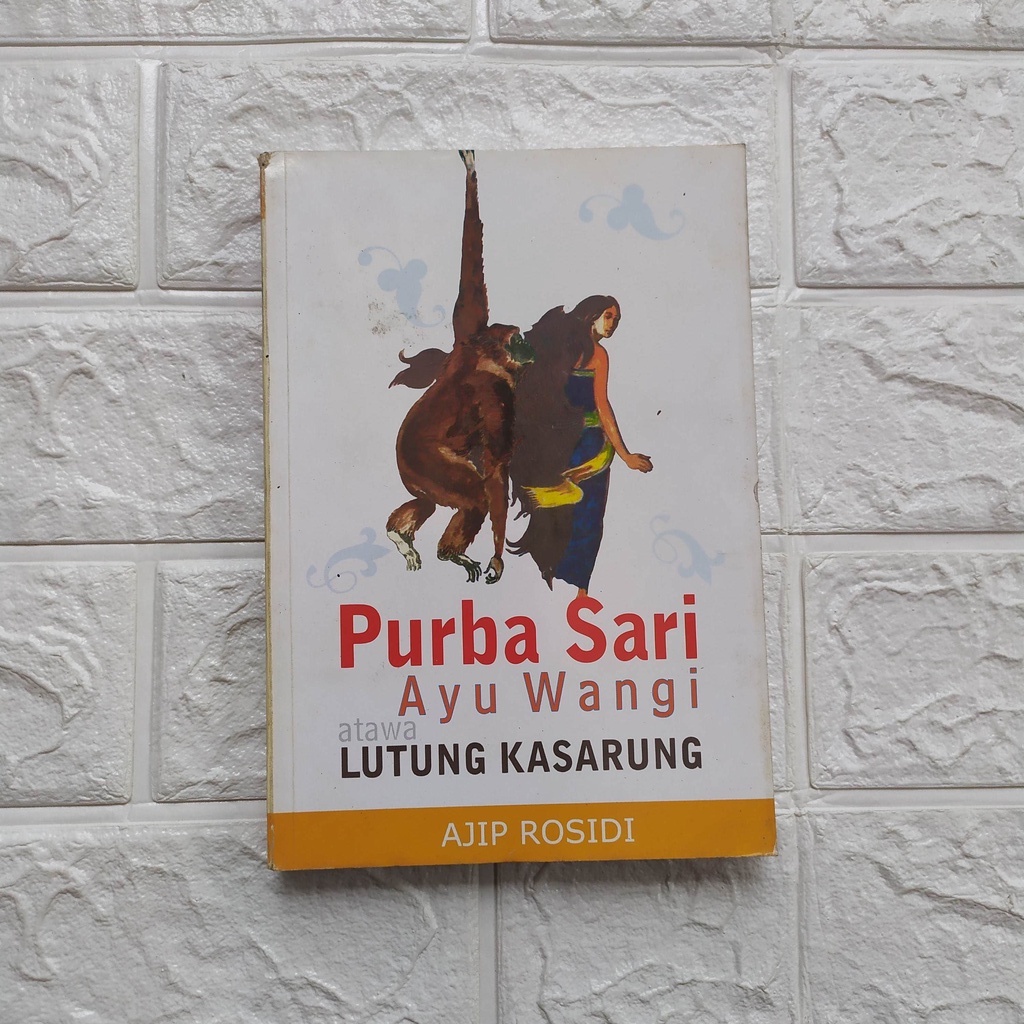 Purba Sari
Ayu Wangi
atawa
LUTUNG KASARUNG
AJIP ROSIDI